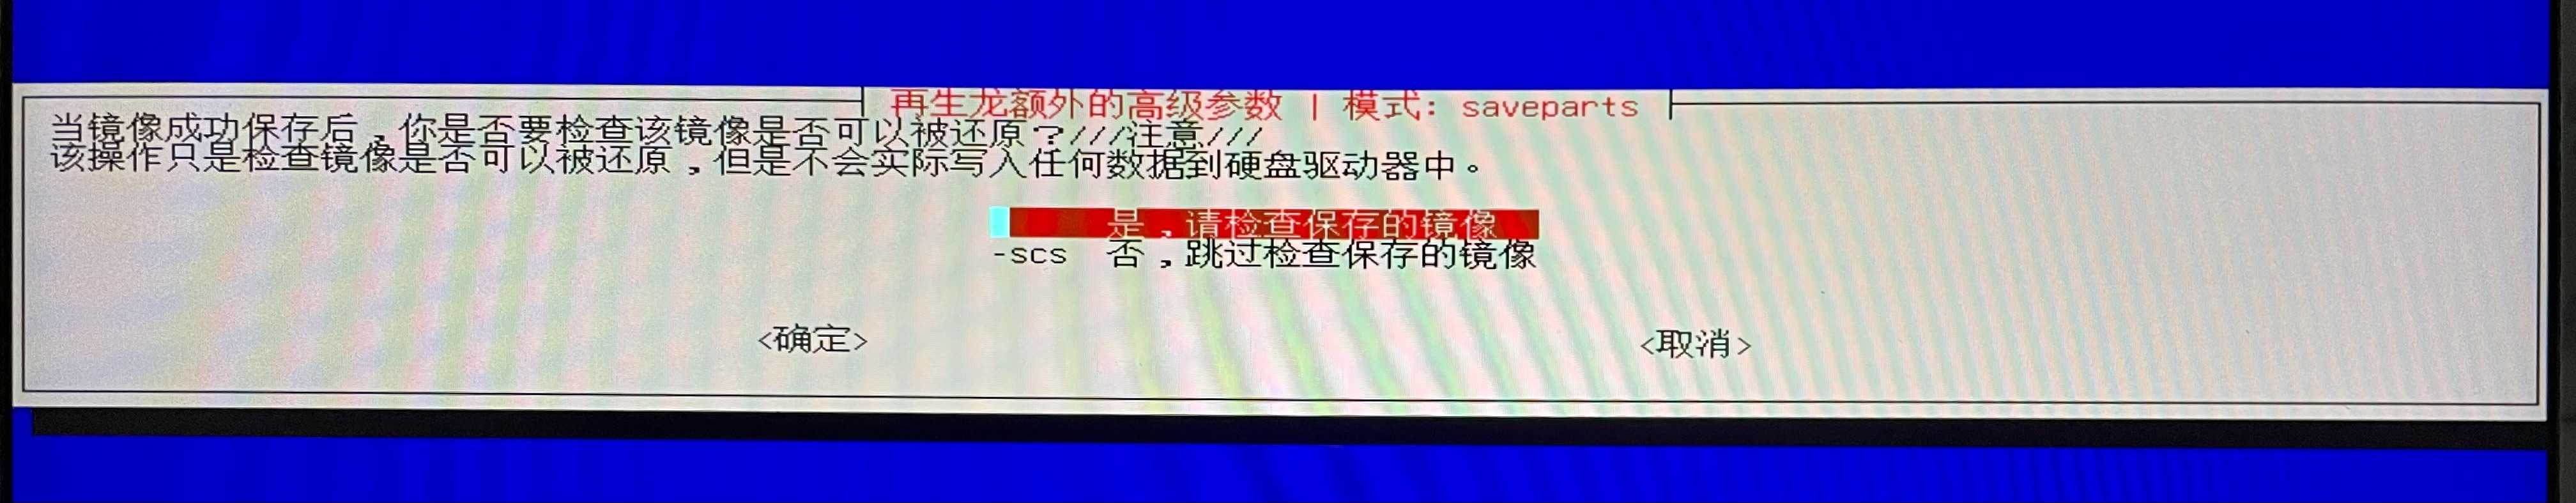 再生龙额外的高级参数 | 模式: saveparts
当镜像成功保存后，你是否要检查该镜像是否可以被还原？///注意///
该操作只是检查镜像是否可以被还原，但是不会实际写入任何数据到硬盘驱动器中。
是，请检查保存的镜像
-scs 否，跳过检查保存的镜像
<确定> <取消>